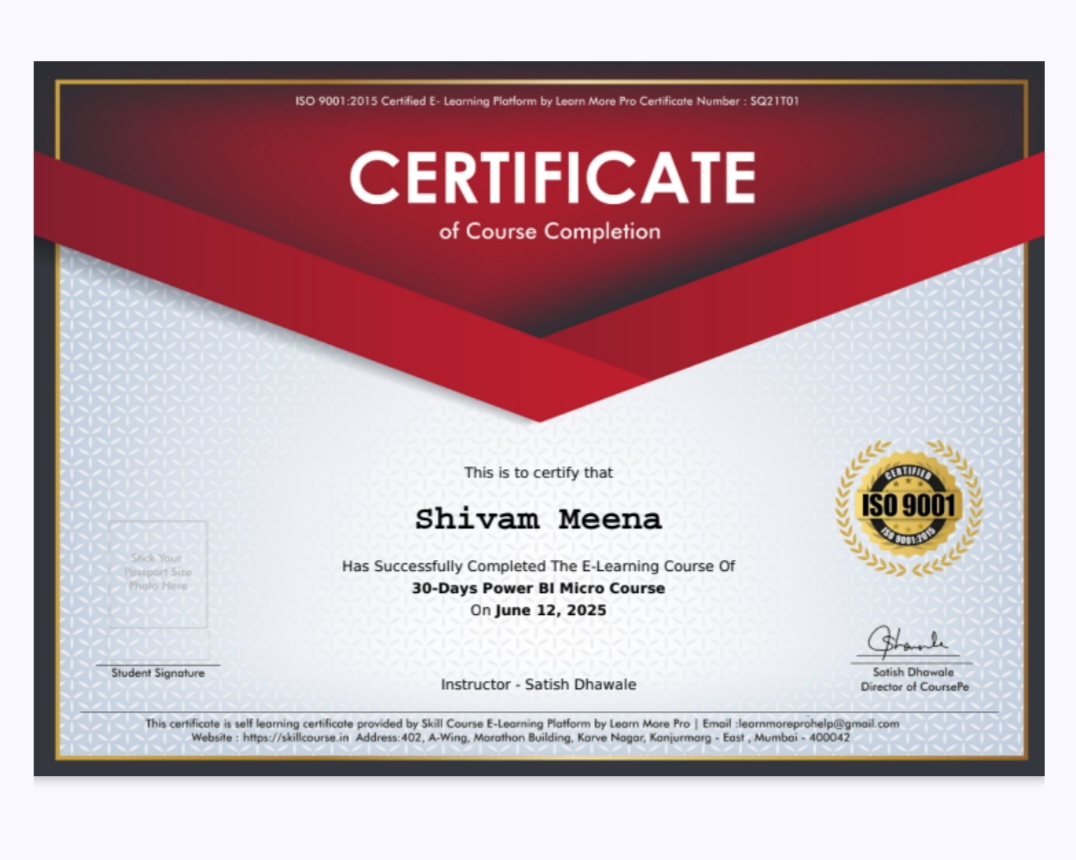 ISO 9001:2015 Certified E- Learning Platform by Learn More Pro Certificate Number : SQ21T01
CERTIFICATE
of Course Completion
This is to certify that
Shivam Meena
Has Successfully Completed The E-Learning Course Of
30-Days Power BI Micro Course
On June 12, 2025
CERTIFIED
ISO 9001
ISO 9001:2015
Stick Your
Passport Size
Photo Here
Student Signature
Instructor - Satish Dhawale
Satish Dhawale
Director of CoursePe
This certificate is self learning certificate provided by Skill Course E-Learning Platform by Learn More Pro | Email :learnmoreprohelp@gmail.com
Website : https://skillcourse.in Address:402, A-Wing, Marathon Building, Karve Nagar, Kanjurmarg - East , Mumbai - 400042